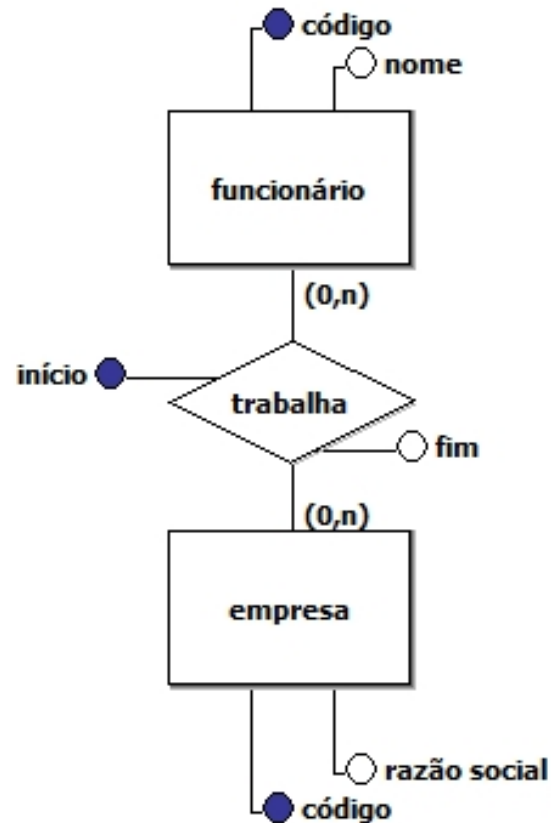 código
nome
funcionário
(0,n)
início
trabalha
fim
(0,n)
empresa
razão social
código